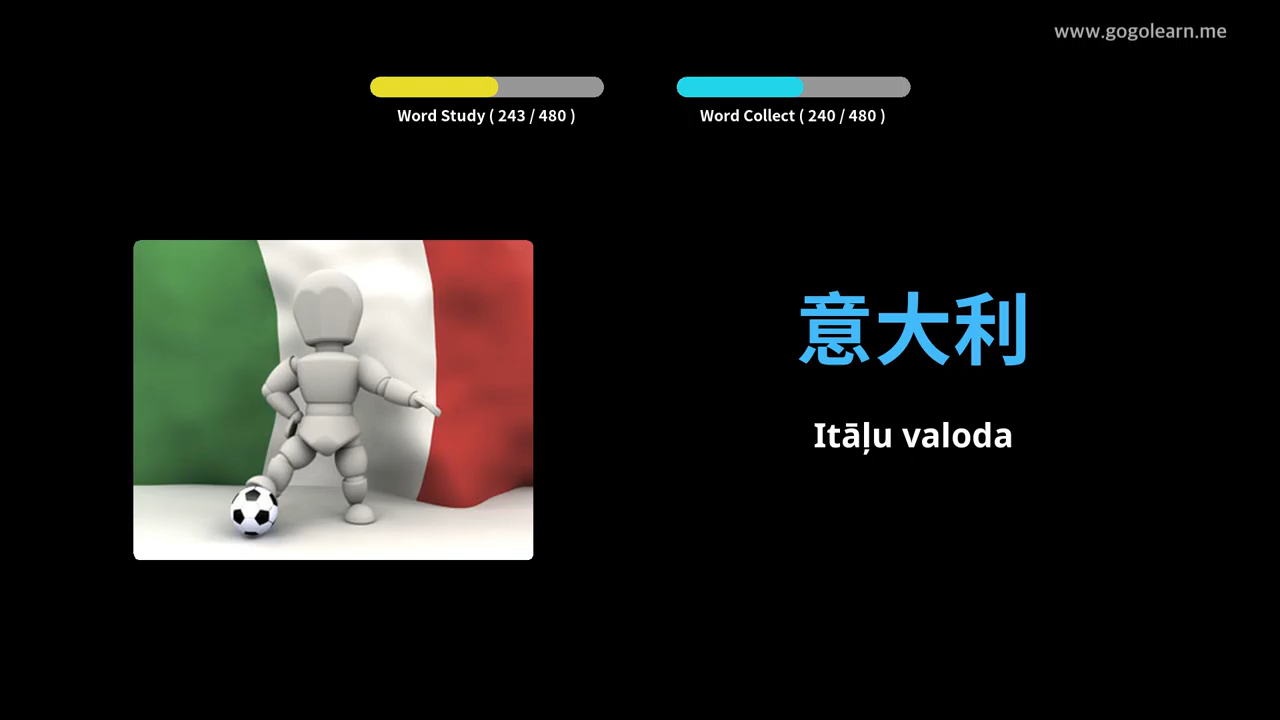 www.gogolearn.me
Word Study ( 243 / 480 )
Word Collect ( 240 / 480 )
意大利
Itāļu valoda